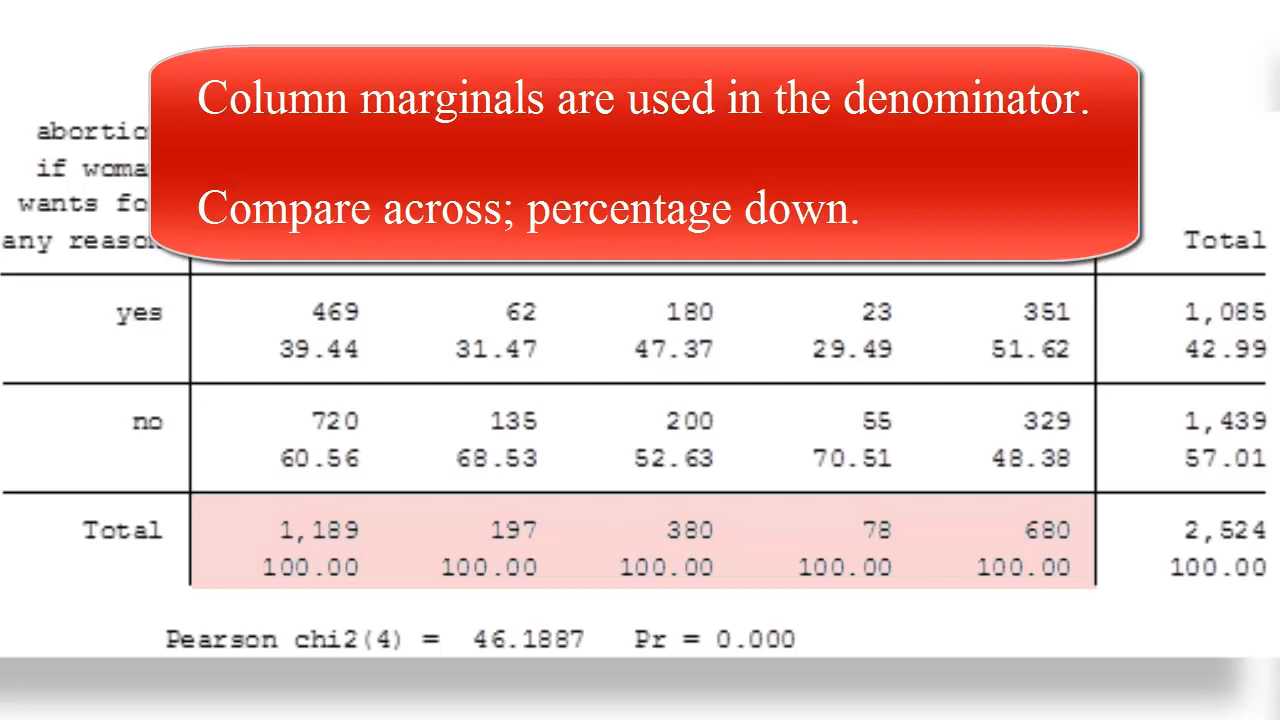 Column marginals are used in the denominator.
Compare across; percentage down.
if
wants
any Total
yes 469 62 180 23 351 1,085
39.44 31.47 47.37 29.49 51.62 42.99
no 720 135 200 55 329 1,439
60.56 68.53 52.63 70.51 48.38 57.01
Total 1,189 197 380 78 680 2,524
100.00 100.00 100.00 100.00 100.00 100.00
Pearson chi2(4) = 46.1887 Pr = 0.000